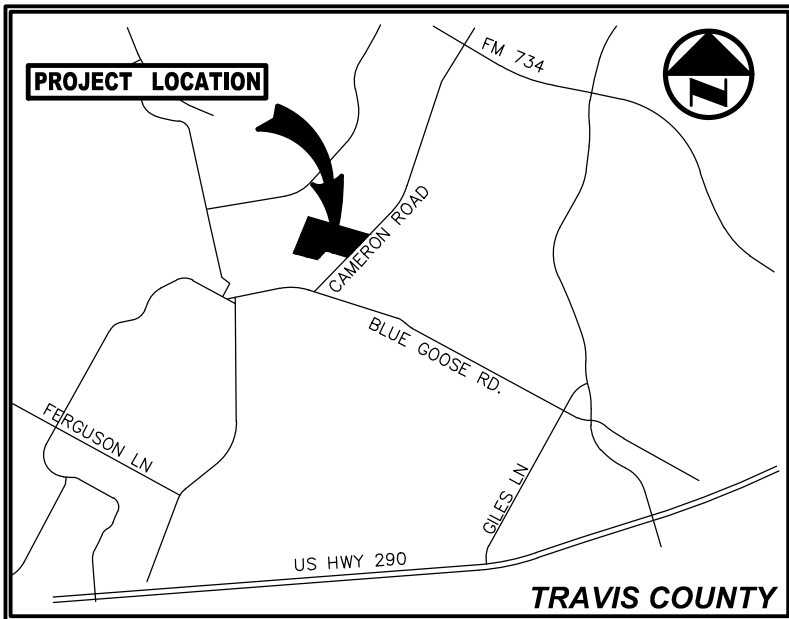 FM 734
PROJECT LOCATION
N
CAMERON ROAD
BLUE GOOSE RD.
FERGUSON LN
GILES LN
US HWY 290
TRAVIS COUNTY